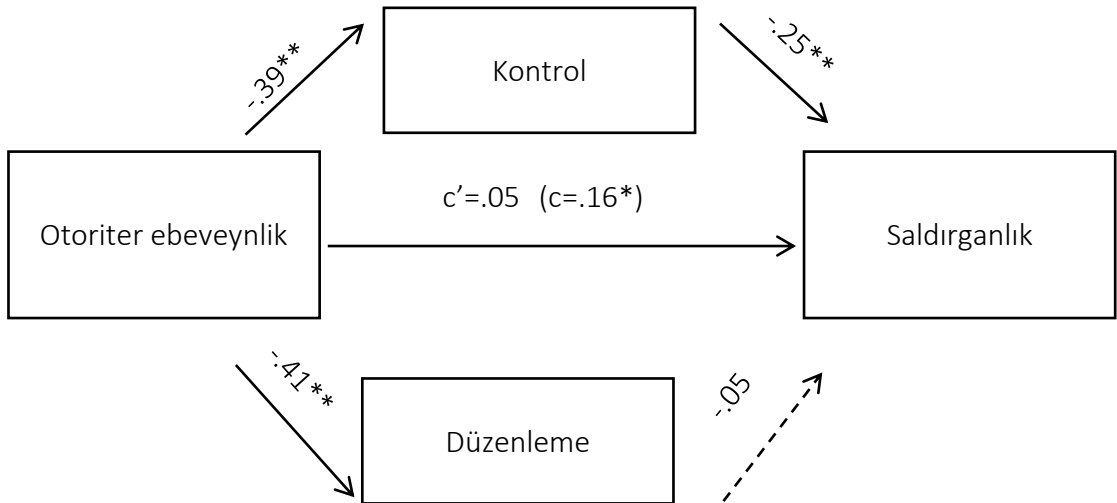 -.39**
Kontrol
-.25**
Otoriter ebeveynlik
c’=.05 (c=.16*)
Saldırganlık
-.41**
Düzenleme
-.05